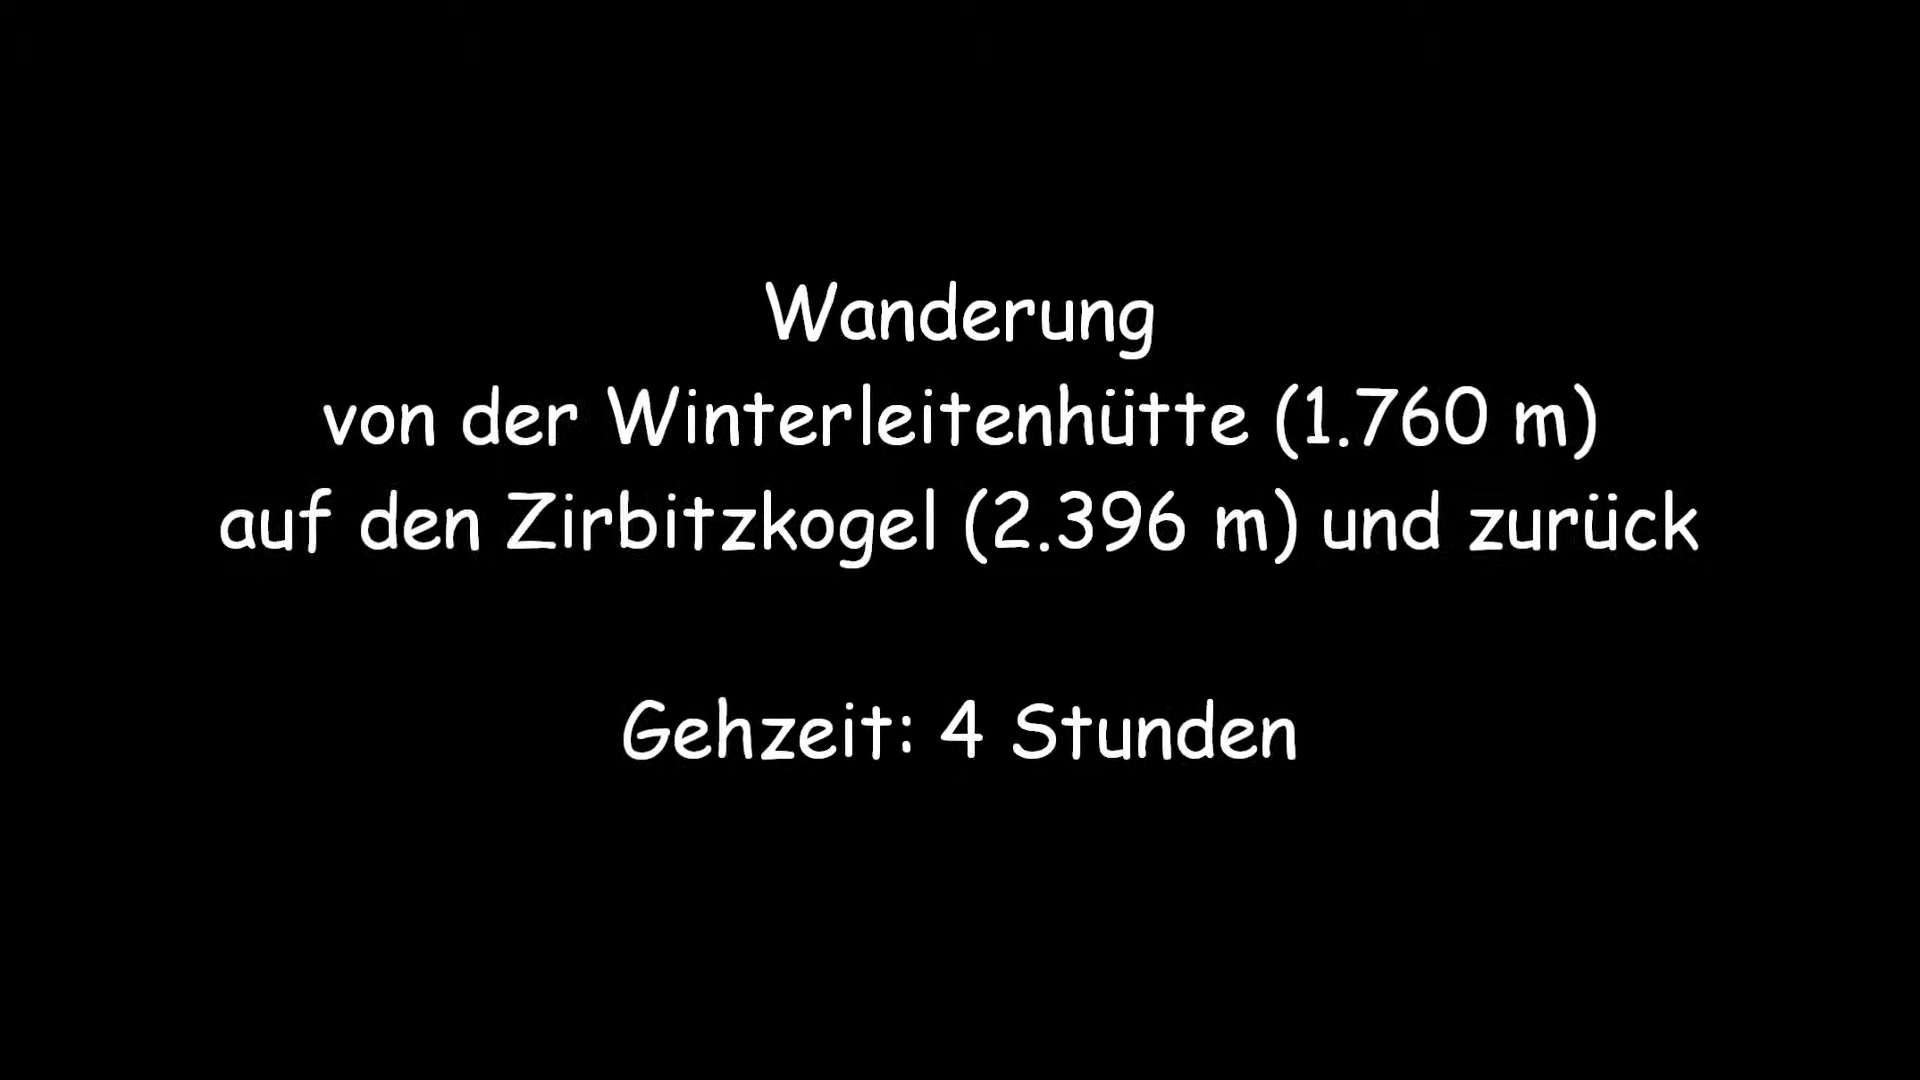 Wanderung
von der Winterleitenhütte (1.760 m)
auf den Zirbitzkogel (2.396 m) und zurück
Gehzeit: 4 Stunden